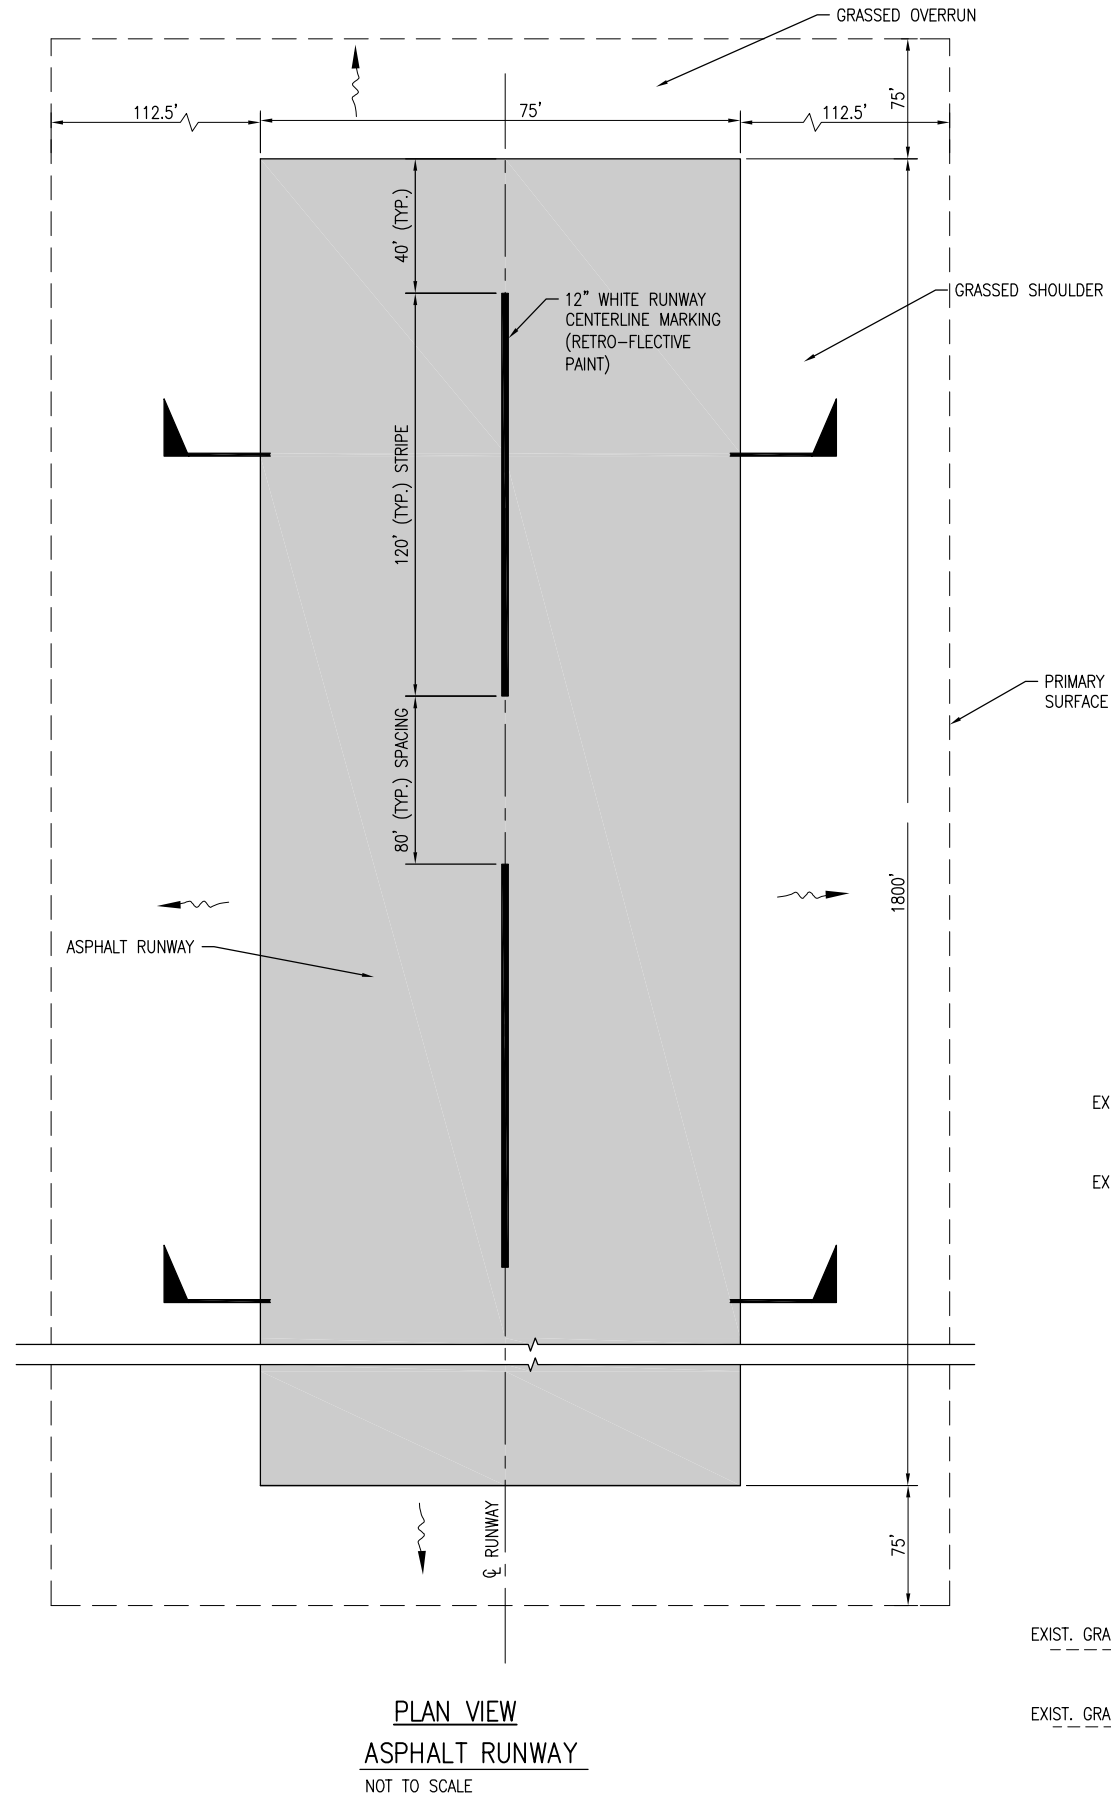 GRASSED OVERRUN
112.5'
75'
112.5'
75'
40' (TYP.)
12" WHITE RUNWAY
CENTERLINE MARKING
(RETRO-FLECTIVE
PAINT)
GRASSED SHOULDER
120' (TYP.) STRIPE
PRIMARY
SURFACE
80' (TYP.) SPACING
1800'
ASPHALT RUNWAY
EX
EX
℄ RUNWAY
75'
EXIST. GRA
EXIST. GRA
PLAN VIEW
ASPHALT RUNWAY
NOT TO SCALE